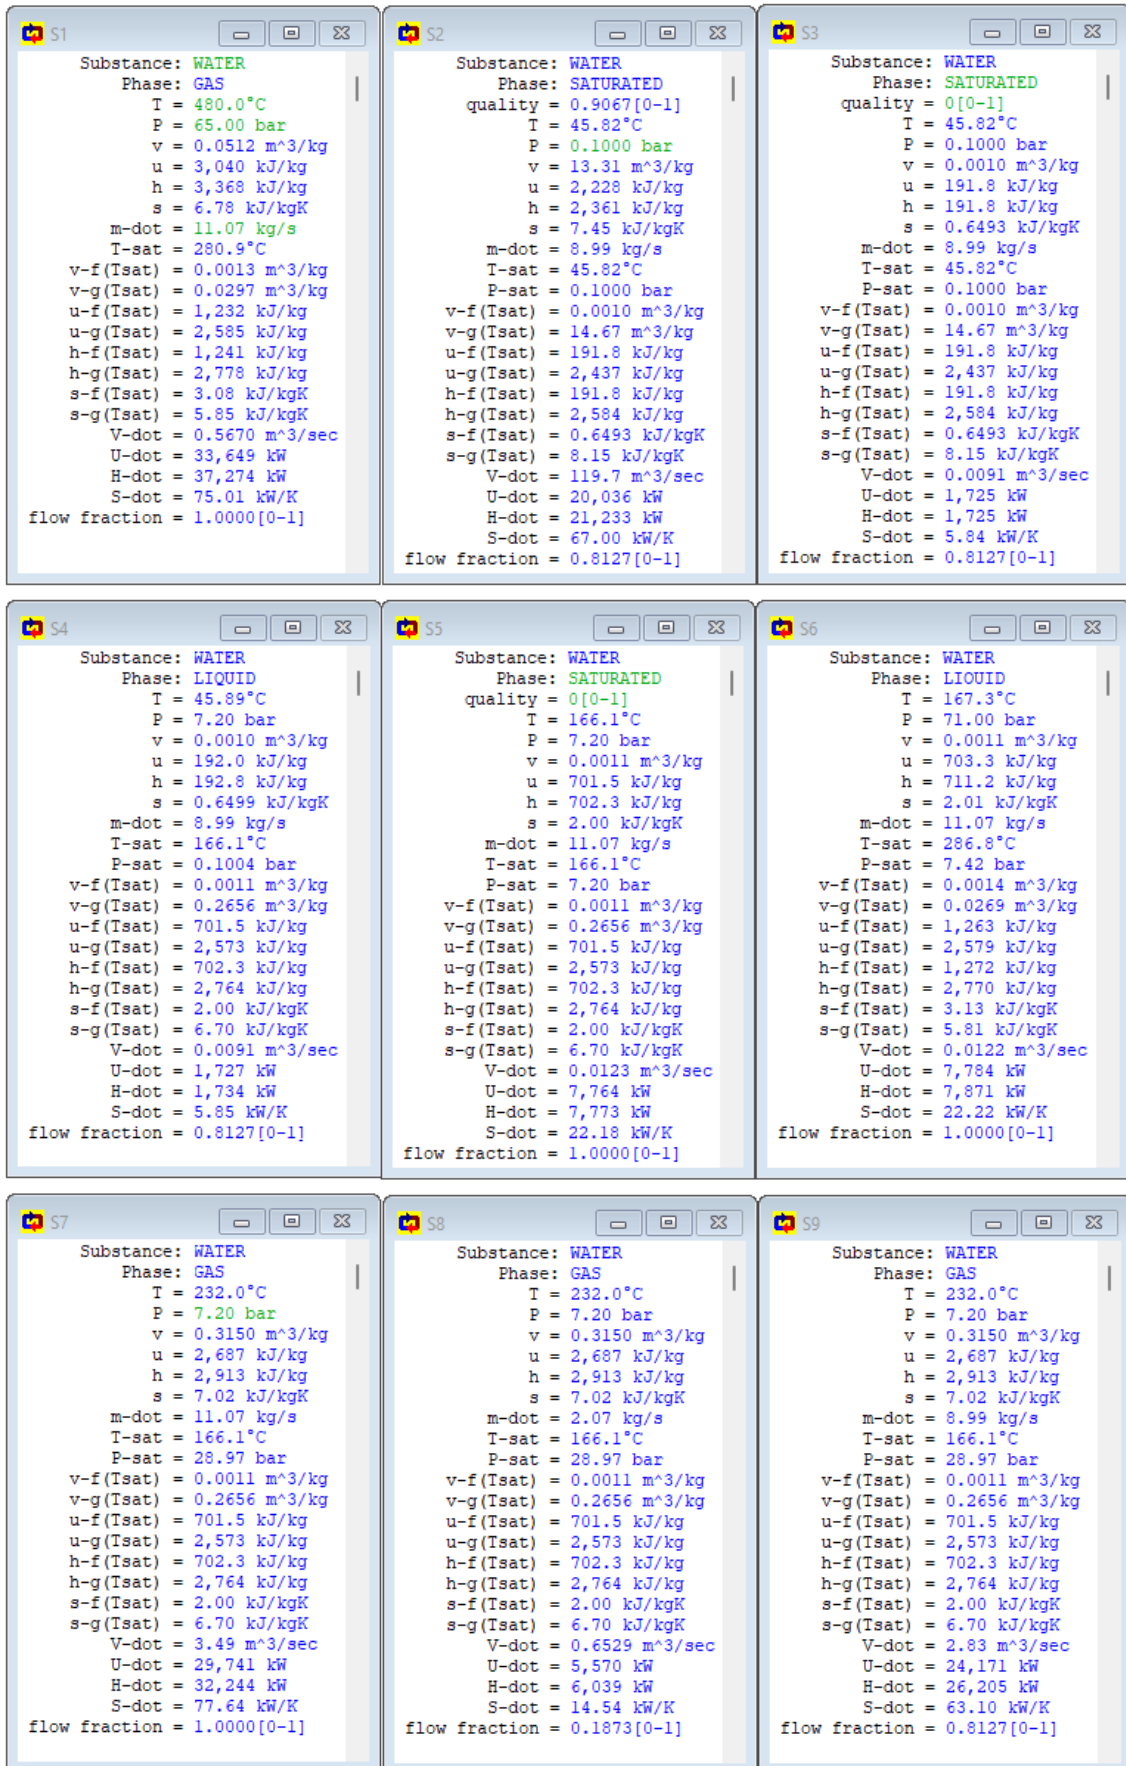 S1
Substance: WATER
Phase: GAS
T = 480.0°C
P = 65.00 bar
v = 0.0512 m^3/kg
u = 3,040 kJ/kg
h = 3,368 kJ/kg
s = 6.78 kJ/kgK
m-dot = 11.07 kg/s
T-sat = 280.9°C
v-f(Tsat) = 0.0013 m^3/kg
v-g(Tsat) = 0.0297 m^3/kg
u-f(Tsat) = 1,232 kJ/kg
u-g(Tsat) = 2,585 kJ/kg
h-f(Tsat) = 1,241 kJ/kg
h-g(Tsat) = 2,778 kJ/kg
s-f(Tsat) = 3.08 kJ/kgK
s-g(Tsat) = 5.85 kJ/kgK
V-dot = 0.5670 m^3/sec
U-dot = 33,649 kW
H-dot = 37,274 kW
S-dot = 75.01 kW/K
flow fraction = 1.0000[0-1]
S2
Substance: WATER
Phase: SATURATED
quality = 0.9067[0-1]
T = 45.82°C
P = 0.1000 bar
v = 13.31 m^3/kg
u = 2,228 kJ/kg
h = 2,361 kJ/kg
s = 7.45 kJ/kgK
m-dot = 8.99 kg/s
T-sat = 45.82°C
P-sat = 0.1000 bar
v-f(Tsat) = 0.0010 m^3/kg
v-g(Tsat) = 14.67 m^3/kg
u-f(Tsat) = 191.8 kJ/kg
u-g(Tsat) = 2,437 kJ/kg
h-f(Tsat) = 191.8 kJ/kg
h-g(Tsat) = 2,584 kJ/kg
s-f(Tsat) = 0.6493 kJ/kgK
s-g(Tsat) = 8.15 kJ/kgK
V-dot = 119.7 m^3/sec
U-dot = 20,036 kW
H-dot = 21,233 kW
S-dot = 67.00 kW/K
flow fraction = 0.8127[0-1]
S3
Substance: WATER
Phase: SATURATED
quality = 0[0-1]
T = 45.82°C
P = 0.1000 bar
v = 0.0010 m^3/kg
u = 191.8 kJ/kg
h = 191.8 kJ/kg
s = 0.6493 kJ/kgK
m-dot = 8.99 kg/s
T-sat = 45.82°C
P-sat = 0.1000 bar
v-f(Tsat) = 0.0010 m^3/kg
v-g(Tsat) = 14.67 m^3/kg
u-f(Tsat) = 191.8 kJ/kg
u-g(Tsat) = 2,437 kJ/kg
h-f(Tsat) = 191.8 kJ/kg
h-g(Tsat) = 2,584 kJ/kg
s-f(Tsat) = 0.6493 kJ/kgK
s-g(Tsat) = 8.15 kJ/kgK
V-dot = 0.0091 m^3/sec
U-dot = 1,725 kW
H-dot = 1,725 kW
S-dot = 5.84 kW/K
flow fraction = 0.8127[0-1]
S4
Substance: WATER
Phase: LIQUID
T = 45.89°C
P = 7.20 bar
v = 0.0010 m^3/kg
u = 192.0 kJ/kg
h = 192.8 kJ/kg
s = 0.6499 kJ/kgK
m-dot = 8.99 kg/s
T-sat = 166.1°C
P-sat = 0.1004 bar
v-f(Tsat) = 0.0011 m^3/kg
v-g(Tsat) = 0.2656 m^3/kg
u-f(Tsat) = 701.5 kJ/kg
u-g(Tsat) = 2,573 kJ/kg
h-f(Tsat) = 702.3 kJ/kg
h-g(Tsat) = 2,764 kJ/kg
s-f(Tsat) = 2.00 kJ/kgK
s-g(Tsat) = 6.70 kJ/kgK
V-dot = 0.0091 m^3/sec
U-dot = 1,727 kW
H-dot = 1,734 kW
S-dot = 5.85 kW/K
flow fraction = 0.8127[0-1]
S5
Substance: WATER
Phase: SATURATED
quality = 0[0-1]
T = 166.1°C
P = 7.20 bar
v = 0.0011 m^3/kg
u = 701.5 kJ/kg
h = 702.3 kJ/kg
s = 2.00 kJ/kgK
m-dot = 11.07 kg/s
T-sat = 166.1°C
P-sat = 7.20 bar
v-f(Tsat) = 0.0011 m^3/kg
v-g(Tsat) = 0.2656 m^3/kg
u-f(Tsat) = 701.5 kJ/kg
u-g(Tsat) = 2,573 kJ/kg
h-f(Tsat) = 702.3 kJ/kg
h-g(Tsat) = 2,764 kJ/kg
s-f(Tsat) = 2.00 kJ/kgK
s-g(Tsat) = 6.70 kJ/kgK
V-dot = 0.0123 m^3/sec
U-dot = 7,764 kW
H-dot = 7,773 kW
S-dot = 22.18 kW/K
flow fraction = 1.0000[0-1]
S6
Substance: WATER
Phase: LIQUID
T = 167.3°C
P = 71.00 bar
v = 0.0011 m^3/kg
u = 703.3 kJ/kg
h = 711.2 kJ/kg
s = 2.01 kJ/kgK
m-dot = 11.07 kg/s
T-sat = 286.8°C
P-sat = 7.42 bar
v-f(Tsat) = 0.0014 m^3/kg
v-g(Tsat) = 0.0269 m^3/kg
u-f(Tsat) = 1,263 kJ/kg
u-g(Tsat) = 2,579 kJ/kg
h-f(Tsat) = 1,272 kJ/kg
h-g(Tsat) = 2,770 kJ/kg
s-f(Tsat) = 3.13 kJ/kgK
s-g(Tsat) = 5.81 kJ/kgK
V-dot = 0.0122 m^3/sec
U-dot = 7,784 kW
H-dot = 7,871 kW
S-dot = 22.22 kW/K
flow fraction = 1.0000[0-1]
S7
Substance: WATER
Phase: GAS
T = 232.0°C
P = 7.20 bar
v = 0.3150 m^3/kg
u = 2,687 kJ/kg
h = 2,913 kJ/kg
s = 7.02 kJ/kgK
m-dot = 11.07 kg/s
T-sat = 166.1°C
P-sat = 28.97 bar
v-f(Tsat) = 0.0011 m^3/kg
v-g(Tsat) = 0.2656 m^3/kg
u-f(Tsat) = 701.5 kJ/kg
u-g(Tsat) = 2,573 kJ/kg
h-f(Tsat) = 702.3 kJ/kg
h-g(Tsat) = 2,764 kJ/kg
s-f(Tsat) = 2.00 kJ/kgK
s-g(Tsat) = 6.70 kJ/kgK
V-dot = 3.49 m^3/sec
U-dot = 29,741 kW
H-dot = 32,244 kW
S-dot = 77.64 kW/K
flow fraction = 1.0000[0-1]
S8
Substance: WATER
Phase: GAS
T = 232.0°C
P = 7.20 bar
v = 0.3150 m^3/kg
u = 2,687 kJ/kg
h = 2,913 kJ/kg
s = 7.02 kJ/kgK
m-dot = 2.07 kg/s
T-sat = 166.1°C
P-sat = 28.97 bar
v-f(Tsat) = 0.0011 m^3/kg
v-g(Tsat) = 0.2656 m^3/kg
u-f(Tsat) = 701.5 kJ/kg
u-g(Tsat) = 2,573 kJ/kg
h-f(Tsat) = 702.3 kJ/kg
h-g(Tsat) = 2,764 kJ/kg
s-f(Tsat) = 2.00 kJ/kgK
s-g(Tsat) = 6.70 kJ/kgK
V-dot = 0.6529 m^3/sec
U-dot = 5,570 kW
H-dot = 6,039 kW
S-dot = 14.54 kW/K
flow fraction = 0.1873[0-1]
S9
Substance: WATER
Phase: GAS
T = 232.0°C
P = 7.20 bar
v = 0.3150 m^3/kg
u = 2,687 kJ/kg
h = 2,913 kJ/kg
s = 7.02 kJ/kgK
m-dot = 8.99 kg/s
T-sat = 166.1°C
P-sat = 28.97 bar
v-f(Tsat) = 0.0011 m^3/kg
v-g(Tsat) = 0.2656 m^3/kg
u-f(Tsat) = 701.5 kJ/kg
u-g(Tsat) = 2,573 kJ/kg
h-f(Tsat) = 702.3 kJ/kg
h-g(Tsat) = 2,764 kJ/kg
s-f(Tsat) = 2.00 kJ/kgK
s-g(Tsat) = 6.70 kJ/kgK
V-dot = 2.83 m^3/sec
U-dot = 24,171 kW
H-dot = 26,205 kW
S-dot = 63.10 kW/K
flow fraction = 0.8127[0-1]